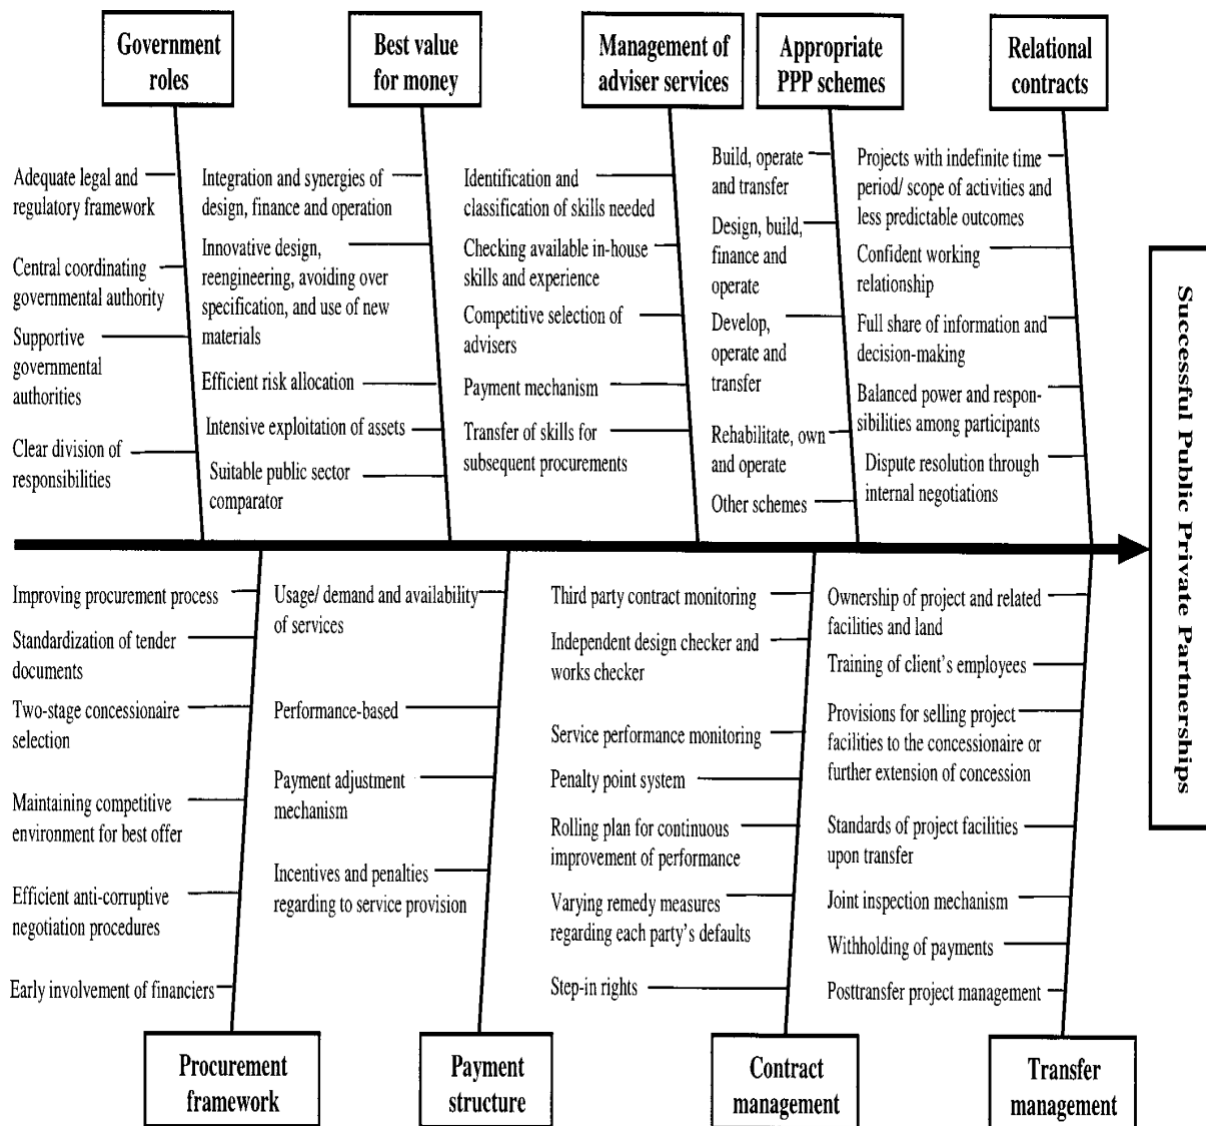 Government
roles
Adequate legal and
regulatory framework
Central coordinating
governmental authority
Supportive
governmental
authorities
Clear division of
responsibilities
Best value
for money
Integration and synergies of
design, finance and operation
Innovative design,
reengineering, avoiding over
specification, and use of new
materials
Efficient risk allocation
Intensive exploitation of assets
Suitable public sector
comparator
Management of
adviser services
Identification and
classification of skills needed
Checking available in-house
skills and experience
Competitive selection of
advisers
Payment mechanism
Transfer of skills for
subsequent procurements
Appropriate
PPP schemes
Build, operate
and transfer
Design, build,
finance and
operate
Develop,
operate and
transfer
Rehabilitate, own
and operate
Other schemes
Relational
contracts
Projects with indefinite time
period/ scope of activities and
less predictable outcomes
Confident working
relationship
Full share of information and
decision-making
Balanced power and respon-
sibilities among participants
Dispute resolution through
internal negotiations
Successful Public Private Partnerships
Improving procurement process
Standardization of tender
documents
Two-stage concessionaire
selection
Maintaining competitive
environment for best offer
Efficient anti-corruptive
negotiation procedures
Early involvement of financiers
Procurement
framework
Usage/ demand and availability
of services
Performance-based
Payment adjustment
mechanism
Incentives and penalties
regarding to service provision
Payment
structure
Third party contract monitoring
Independent design checker and
works checker
Service performance monitoring
Penalty point system
Rolling plan for continuous
improvement of performance
Varying remedy measures
regarding each party's defaults
Step-in rights
Contract
management
Ownership of project and related
facilities and land
Training of client's employees
Provisions for selling project
facilities to the concessionaire or
further extension of concession
Standards of project facilities
upon transfer
Joint inspection mechanism
Withholding of payments
Posttransfer project management
Transfer
management